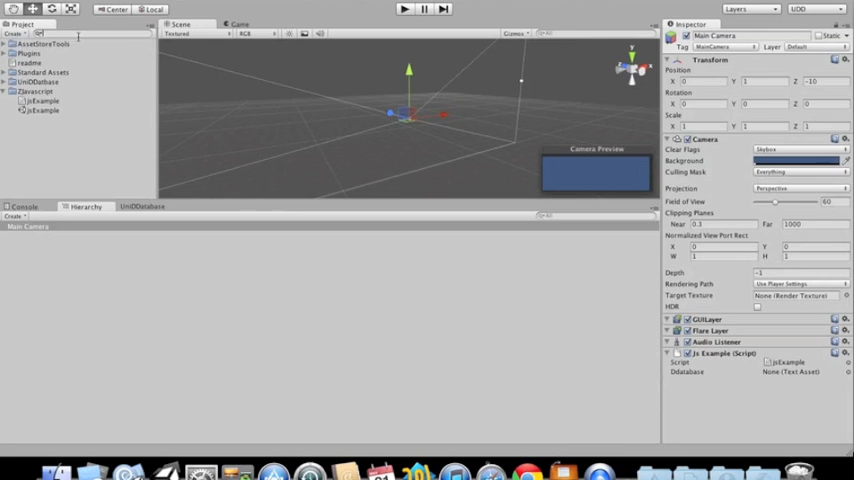 Center Local Layers UDD
Project Scene Game Inspector
Create Textured RGB Gizmos All Main Camera Static
AssetStoreTools Tag MainCamera Layer Default
Plugins Transform
readme Position
Standard Assets X 0 Y 1 Z -10
UniDDatbase Rotation
ZJavascript X 0 Y 0 Z 0
jsExample Scale
jsExample X 1 Y 1 Z 1
Camera
Camera Preview Clear Flags Skybox
Background
Culling Mask Everything
Projection Perspective
Console Hierarchy UniDDatabase Field of View 60
Create All Clipping Planes
Main Camera Near 0.3 Far 1000
Normalized View Port Rect
X 0 Y 0
W 1 H 1
Depth -1
Rendering Path Use Player Settings
Target Texture None (Render Texture)
HDR
GUILayer
Flare Layer
Audio Listener
Js Example (Script)
Script jsExample
Ddatabase None (Text Asset)